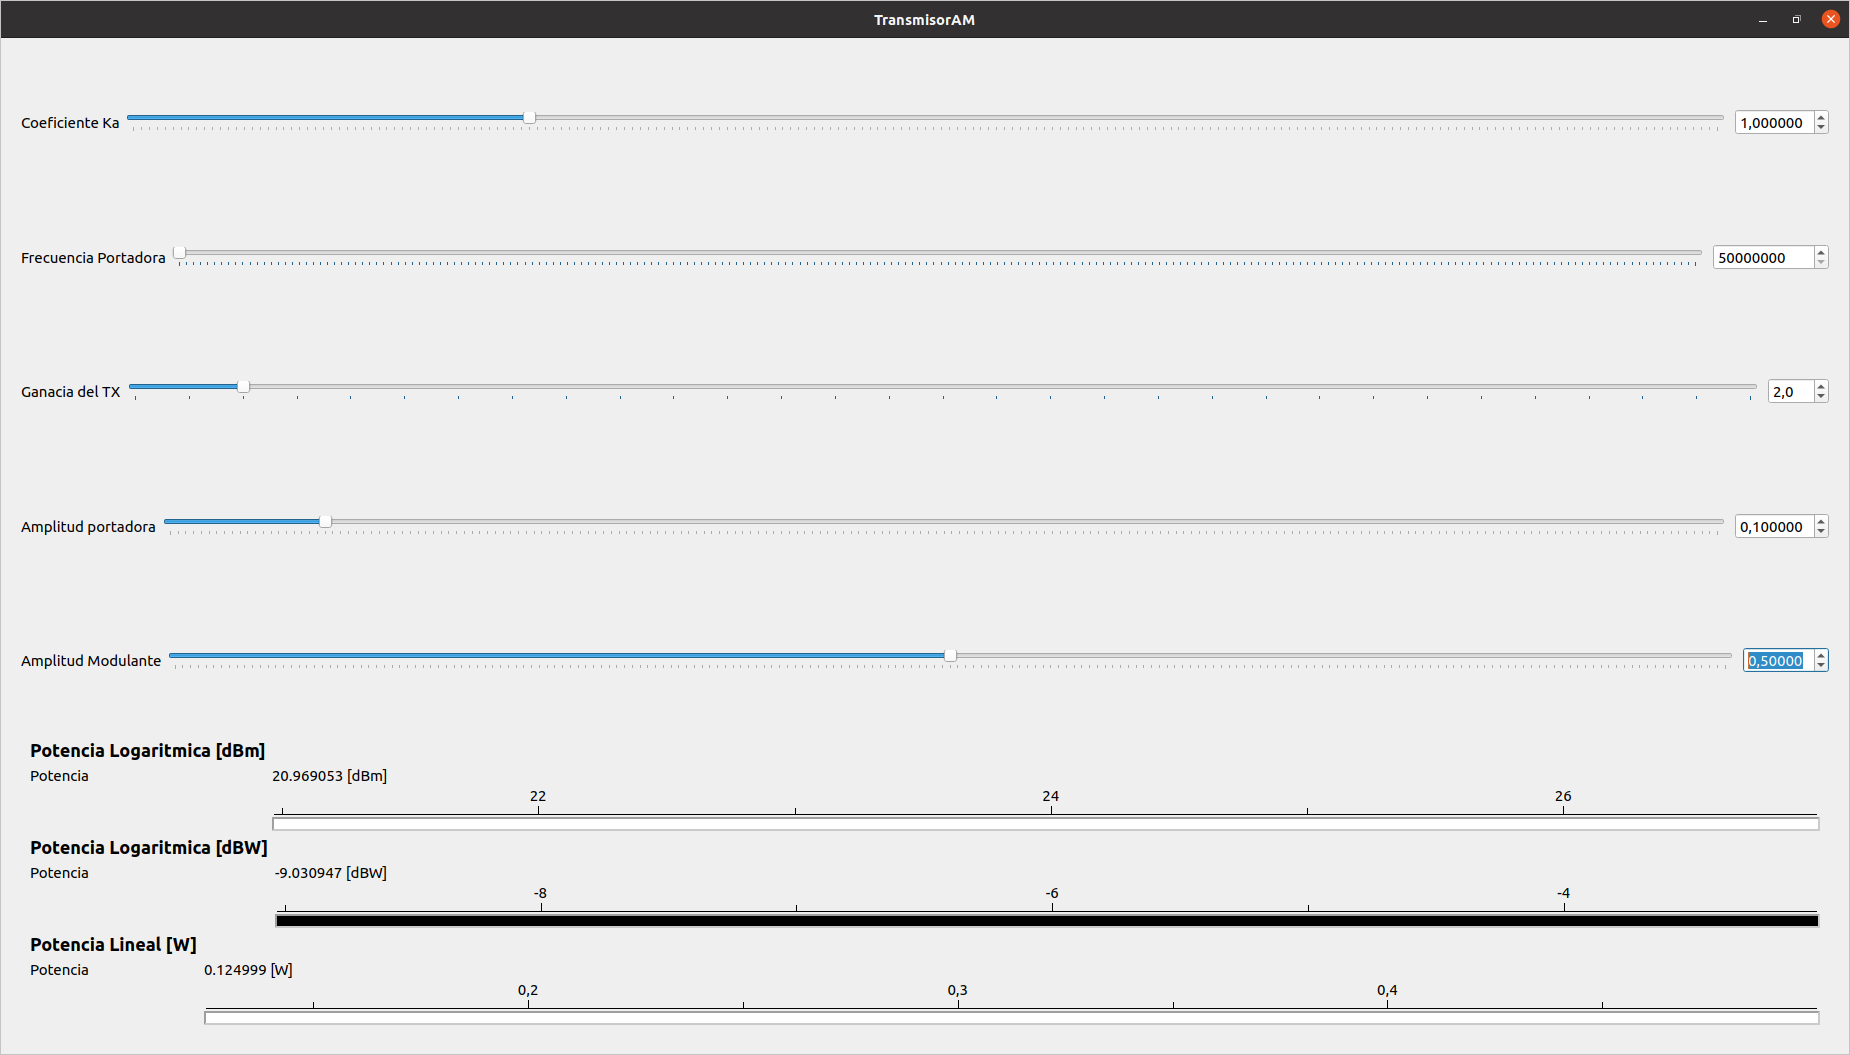 TransmisorAM
Coeficiente Ka 1,000000
Frecuencia Portadora 50000000
Ganacia del TX 2,0
Amplitud portadora 0,100000
Amplitud Modulante 0,50000
Potencia Logaritmica [dBm]
Potencia 20.969053 [dBm]
22 24 26
Potencia Logaritmica [dBW]
Potencia -9.030947 [dBW]
-8 -6 -4
Potencia Lineal [W]
Potencia 0.124999 [W]
0,2 0,3 0,4